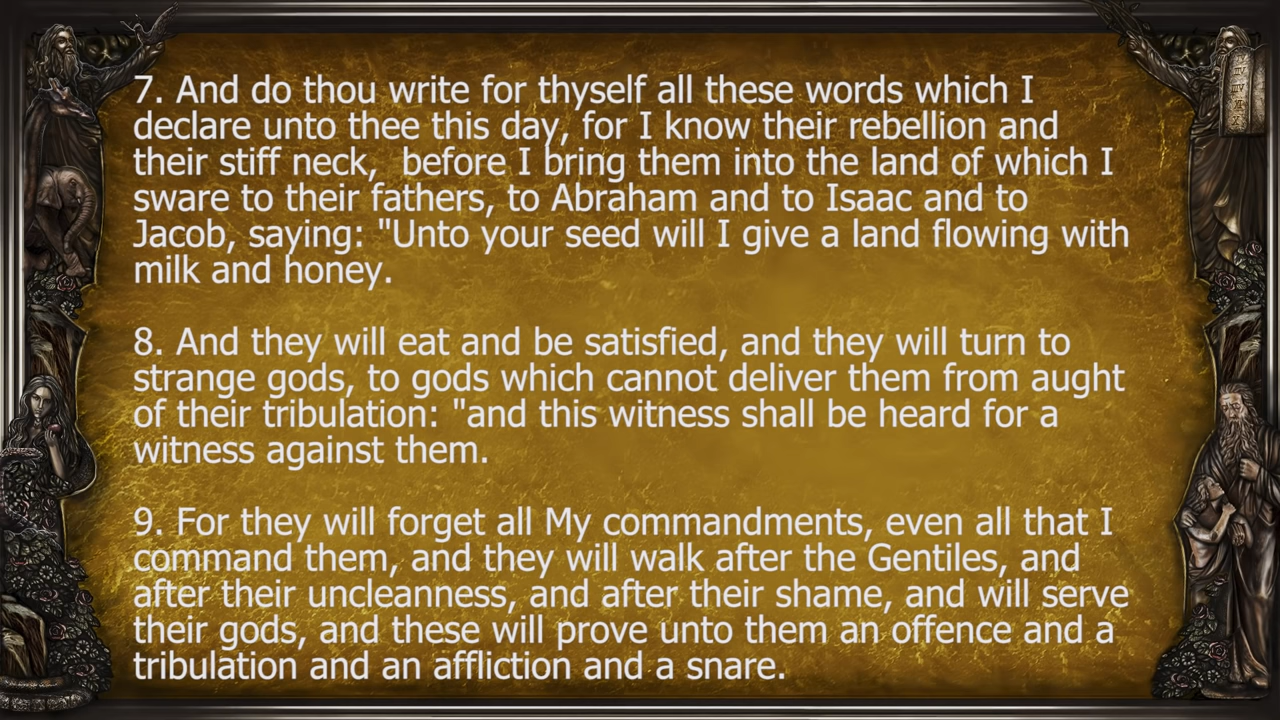 7. And do thou write for thyself all these words which I
declare unto thee this day, for I know their rebellion and
their stiff neck,  before I bring them into the land of which I
sware to their fathers, to Abraham and to Isaac and to
Jacob, saying: "Unto your seed will I give a land flowing with
milk and honey.
8. And they will eat and be satisfied, and they will turn to
strange gods, to gods which cannot deliver them from aught
of their tribulation: "and this witness shall be heard for a
witness against them.
9. For they will forget all My commandments, even all that I
command them, and they will walk after the Gentiles, and
after their uncleanness, and after their shame, and will serve
their gods, and these will prove unto them an offence and a
tribulation and an affliction and a snare.